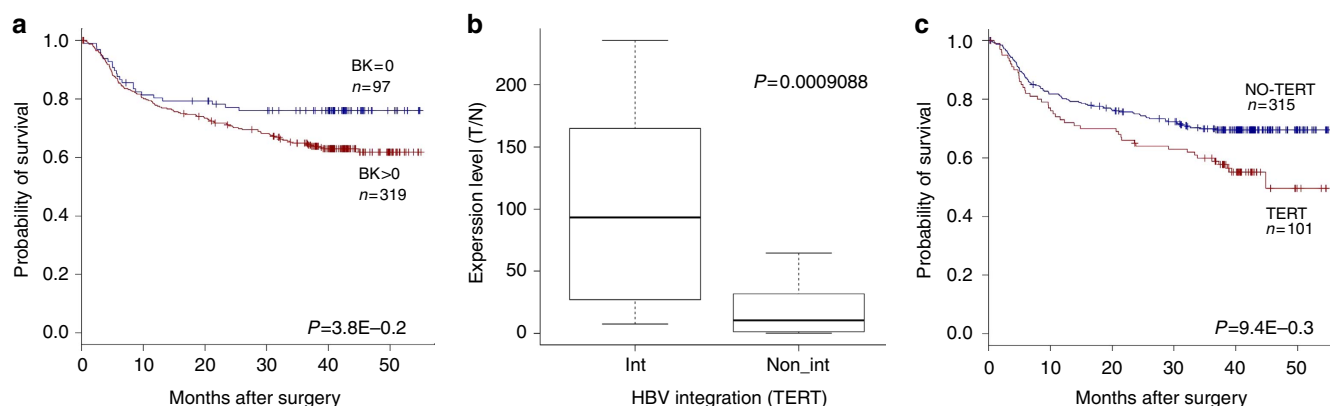 a
1.0
0.8
0.6
0.4
0.2
0.0
Probability of survival
BK=0
n=97
BK>0
n=319
P=3.8E–0.2
0 10 20 30 40 50
Months after surgery
b
200
150
100
50
0
Experssion level (T/N)
P=0.0009088
Int Non_int
HBV integration (TERT)
c
1.0
0.8
0.6
0.4
0.2
0.0
Probability of survival
NO-TERT
n=315
TERT
n=101
P=9.4E–0.3
0 10 20 30 40 50
Months after surgery